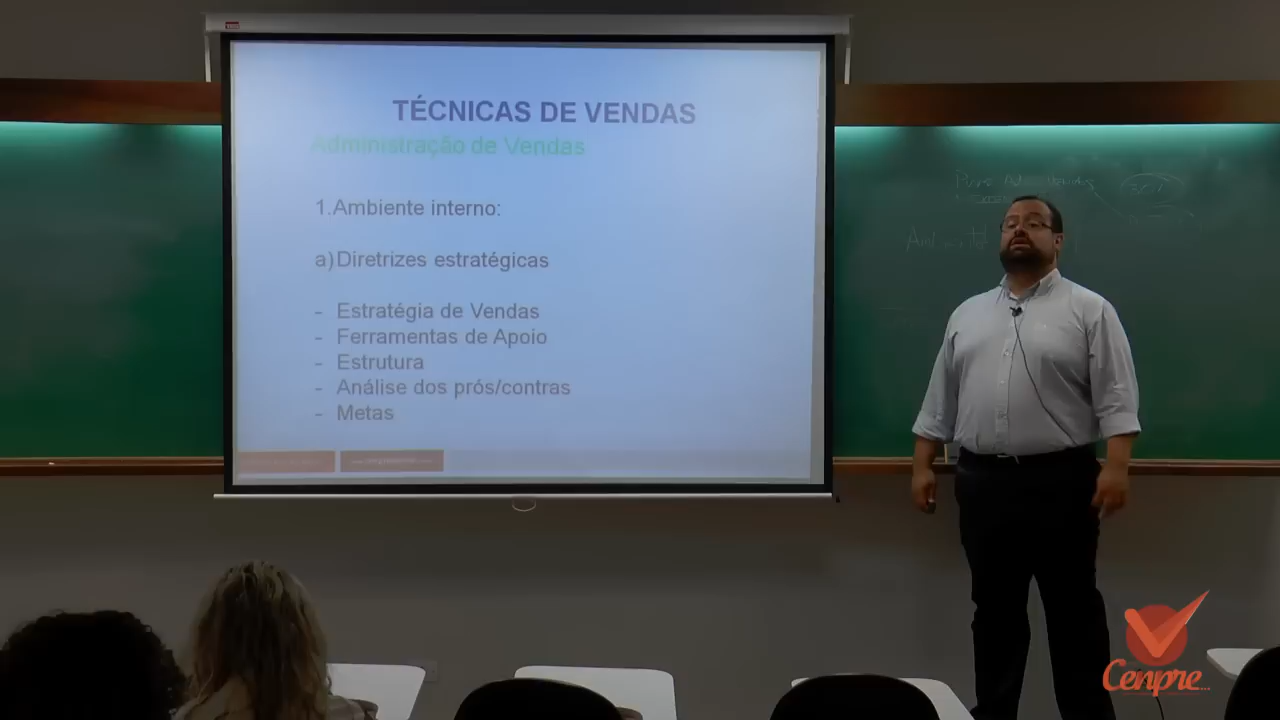 TÉCNICAS DE VENDAS
Administração de Vendas
1.Ambiente interno:
a)Diretrizes estratégicas
- Estratégia de Vendas
- Ferramentas de Apoio
- Estrutura
- Análise dos prós/contras
- Metas
Cenpre...